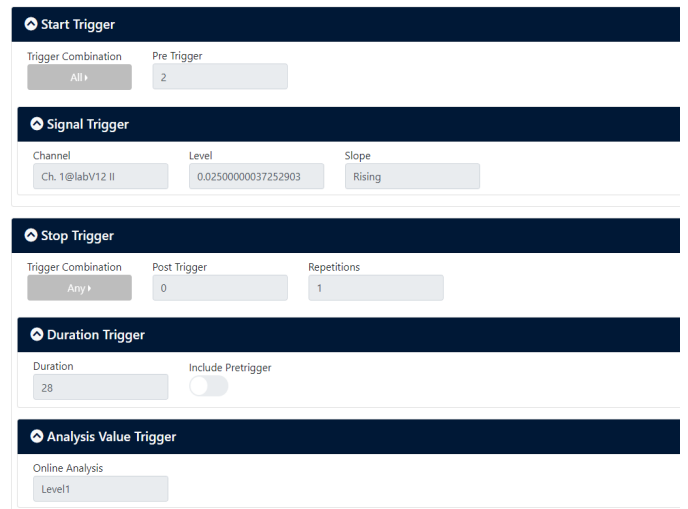 Start Trigger
Trigger Combination Pre Trigger
All 2
Signal Trigger
Channel Level Slope
Ch. 1@labV12 II 0.02500000037252903 Rising
Stop Trigger
Trigger Combination Post Trigger Repetitions
Any 0 1
Duration Trigger
Duration Include Pretrigger
28
Analysis Value Trigger
Online Analysis
Level1